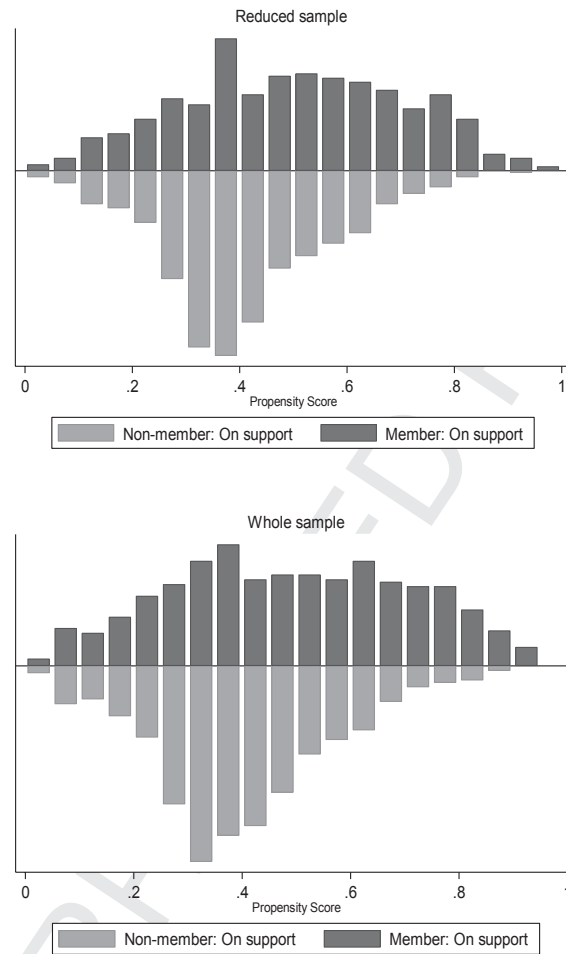 Reduced sample
0 .2 .4 .6 .8 1
Propensity Score
Non-member: On support Member: On support
Whole sample
0 .2 .4 .6 .8
Propensity Score
Non-member: On support Member: On support